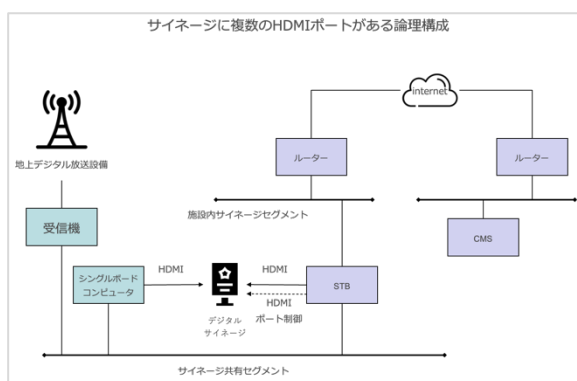 サイネージに複数のHDMIポートがある論理構成
internet
地上デジタル放送設備
ルーター
ルーター
施設内サイネージセグメント
受信機
CMS
シングルボード
コンピュータ
HDMI
HDMI
STB
HDMI
ポート制御
デジタル
サイネージ
サイネージ共有セグメント